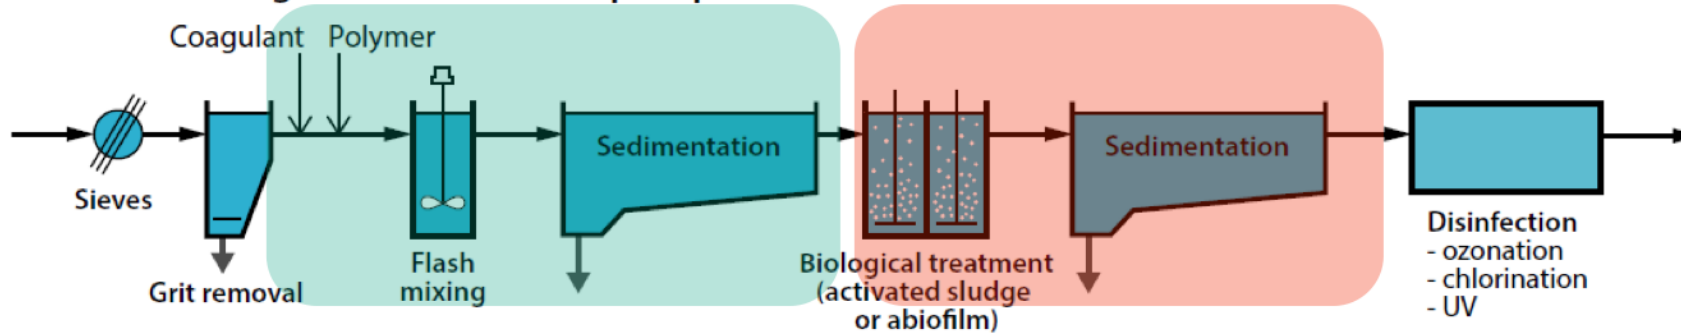 Coagulant Polymer
Sieves
Grit removal
Flash
mixing
Sedimentation
Biological treatment
(activated sludge
or abiofilm)
Sedimentation
Disinfection
- ozonation
- chlorination
- UV